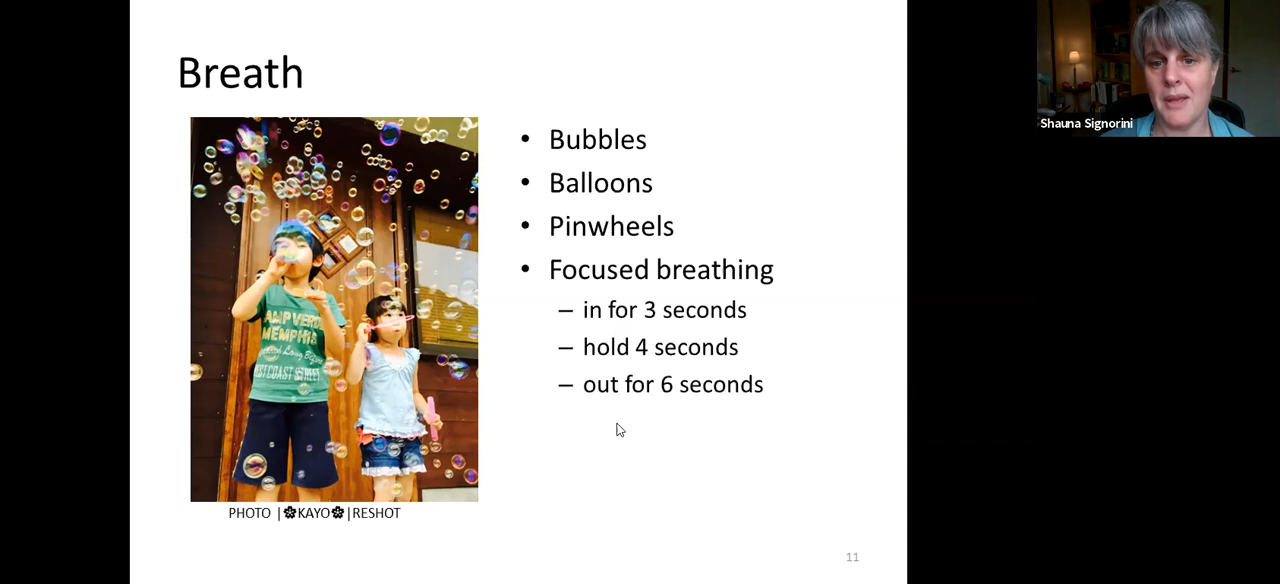 Breath
• Bubbles
• Balloons
• Pinwheels
• Focused breathing
– in for 3 seconds
– hold 4 seconds
– out for 6 seconds
MEMPHIS
PHOTO |✿KAYO✿|RESHOT
11
Shauna Signorini